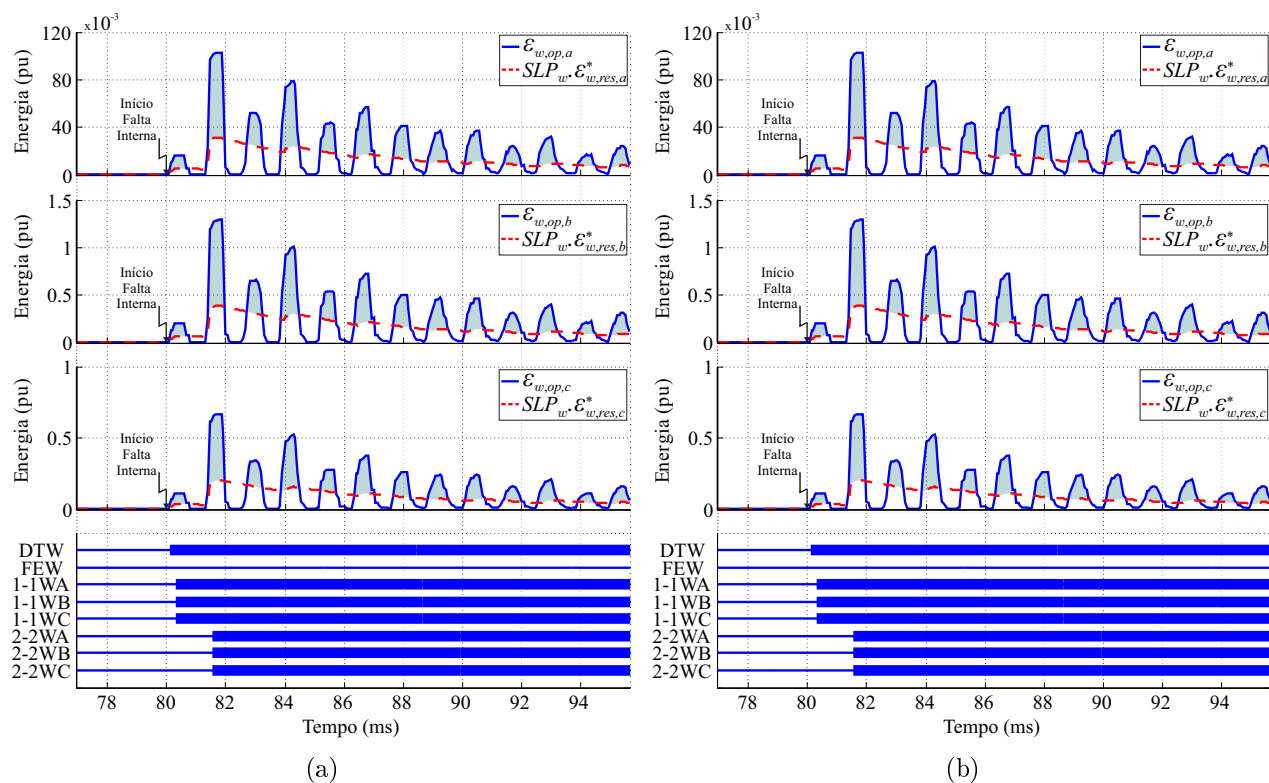 x10⁻³
120
80
40
0
Energia (pu)
Início
Falta
Interna
ε_{w,op,a}
SLP_w.ε*_{w,res,a}
1.5
1
0.5
0
Energia (pu)
Início
Falta
Interna
ε_{w,op,b}
SLP_w.ε*_{w,res,b}
1
0.5
0
Energia (pu)
Início
Falta
Interna
ε_{w,op,c}
SLP_w.ε*_{w,res,c}
DTW
FEW
1-1WA
1-1WB
1-1WC
2-2WA
2-2WB
2-2WC
78 80 82 84 86 88 90 92 94
Tempo (ms)
(a)
x10⁻³
120
80
40
0
Energia (pu)
Início
Falta
Interna
ε_{w,op,a}
SLP_w.ε*_{w,res,a}
1.5
1
0.5
0
Energia (pu)
Início
Falta
Interna
ε_{w,op,b}
SLP_w.ε*_{w,res,b}
1
0.5
0
Energia (pu)
Início
Falta
Interna
ε_{w,op,c}
SLP_w.ε*_{w,res,c}
DTW
FEW
1-1WA
1-1WB
1-1WC
2-2WA
2-2WB
2-2WC
78 80 82 84 86 88 90 92 94
Tempo (ms)
(b)